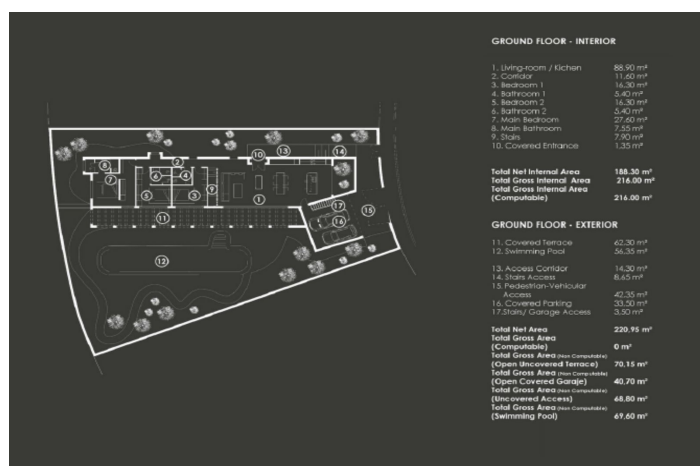 GROUND FLOOR - INTERIOR
1. Living-room / Kichen 88.90 m²
2. Corridor 11,60 m²
3. Bedroom 1 16.30 m²
4. Bathroom 1 5.40 m²
5. Bedroom 2 16.30 m²
6. Bathroom 2 5.40 m²
7. Main Bedroom 27.60 m²
8. Main Bathroom 7.55 m²
9. Stairs 7.90 m²
10. Covered Entrance 1.35 m²
Total Net Internal Area 188.30 m²
Total Gross Internal Area 216.00 m²
Total Gross Internal Area
(Computable) 216.00 m²
GROUND FLOOR - EXTERIOR
11. Covered Terrace 62,30 m²
12. Swimming Pool 56,35 m²
13. Access Corridor 14.30 m²
14. Stairs Access 8.65 m²
15. Pedestrian-Vehicular
Access 42,35 m²
16. Covered Parking 33,50 m²
17.Stairs/ Garage Access 3,50 m²
Total Net Area 220,95 m²
Total Gross Area
(Computable) 0 m²
Total Gross Area (Non Computable)
(Open Uncovered Terrace) 70,15 m²
Total Gross Area (Non Computable)
(Open Covered Garaje) 40,70 m²
Total Gross Area (Non Computable)
(Uncovered Access) 68,80 m²
Total Gross Area (Non Computable)
(Swimming Pool) 69,60 m²
10
13
14
8
2
6
4
7
9
5
3
1
17
16
15
11
12